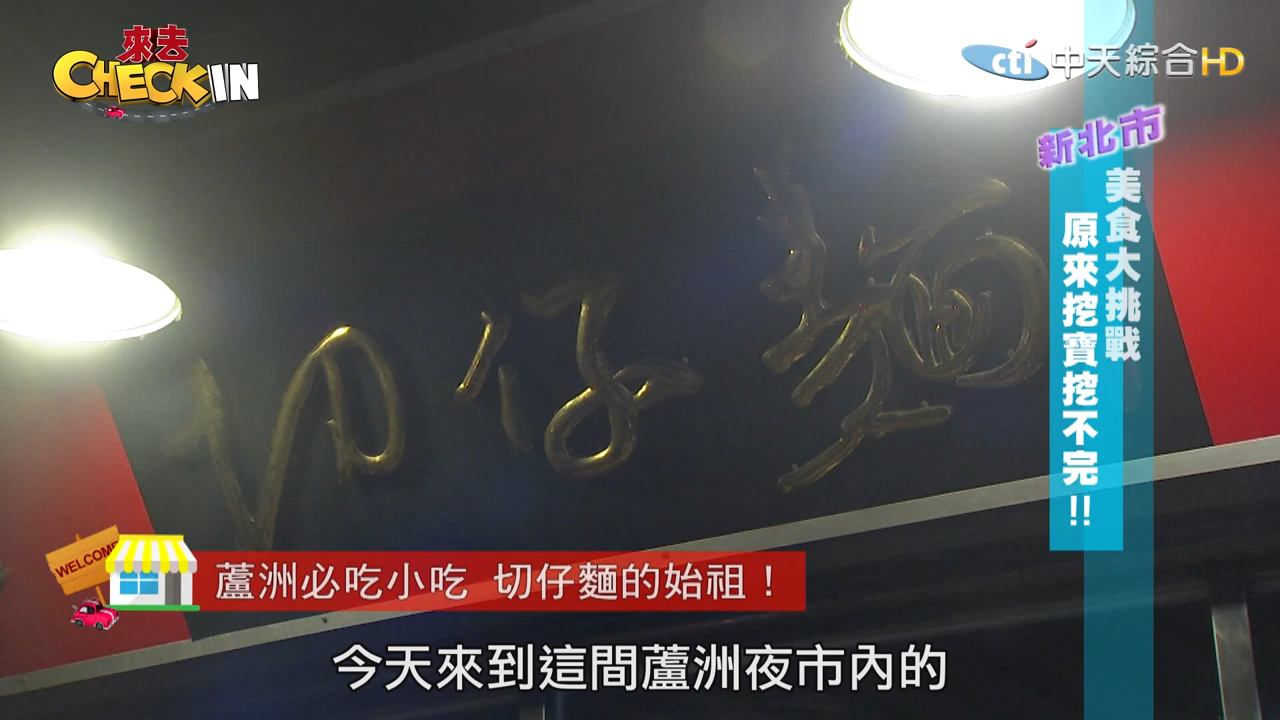 來去
CHECK IN
cti 中天綜合HD
新北市
美食大挑戰
原來挖寶挖不完!!
切仔麵
WELCOME
蘆洲必吃小吃 切仔麵的始祖！
今天來到這間蘆洲夜市內的